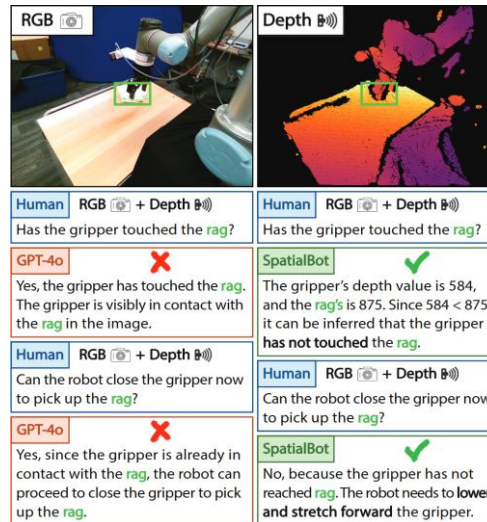 RGB
Depth
Human RGB + Depth
Has the gripper touched the rag?
GPT-4o
Yes, the gripper has touched the rag.
The gripper is visibly in contact with
the rag in the image.
Human RGB + Depth
Can the robot close the gripper now
to pick up the rag?
GPT-4o
Yes, since the gripper is already in
contact with the rag, the robot can
proceed to close the gripper to pick
up the rag.
Human RGB + Depth
Has the gripper touched the rag?
SpatialBot
The gripper's depth value is 584,
and the rag's is 875. Since 584 < 875,
it can be inferred that the gripper
has not touched the rag.
Human RGB + Depth
Can the robot close the gripper now
to pick up the rag?
SpatialBot
No, because the gripper has not
reached rag. The robot needs to lower
and stretch forward the gripper.